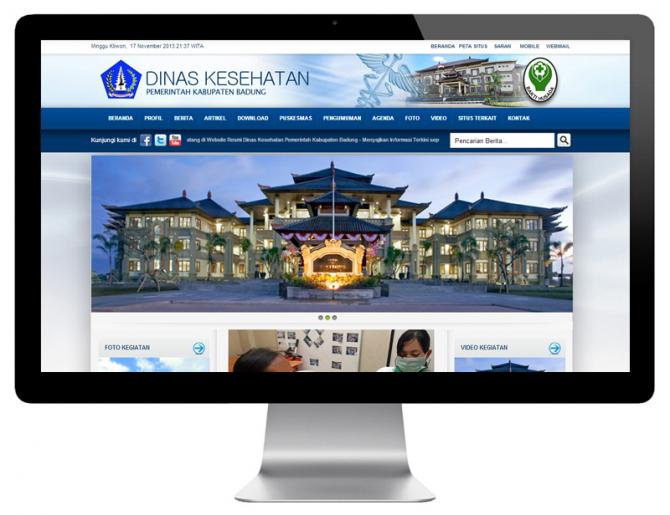 Minggu Kliwon, 17 November 2013 21:37 WITA
BERANDA PETA SITUS SARAN MOBILE WEBMAIL
DINAS KESEHATAN
PEMERINTAH KABUPATEN BADUNG
BAKTI HUSADA
BERANDA PROFIL BERITA ARTIKEL DOWNLOAD PUSKESMAS PENGUMUMAN AGENDA FOTO VIDEO SITUS TERKAIT KONTAK
Kunjungi kami di atang di Website Resmi Dinas Kesehatan Pemerintah Kabupaten Badung - Menyajikan Informasi Terkini sep Pencarian Berita ...
FOTO KEGIATAN
VIDEO KEGIATAN